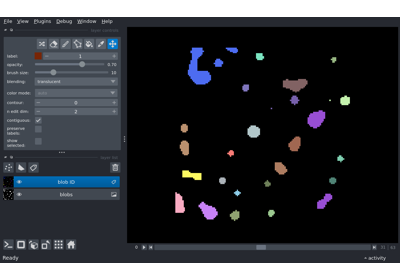 File View Plugins Window Help
label: 1
opacity: 0.70
brush size: 10
blending: translucent
color mode:
contour: 0
n edit dim: 2
contiguous:
preserve labels:
show selected:
blob ID
blobs
Ready
activity